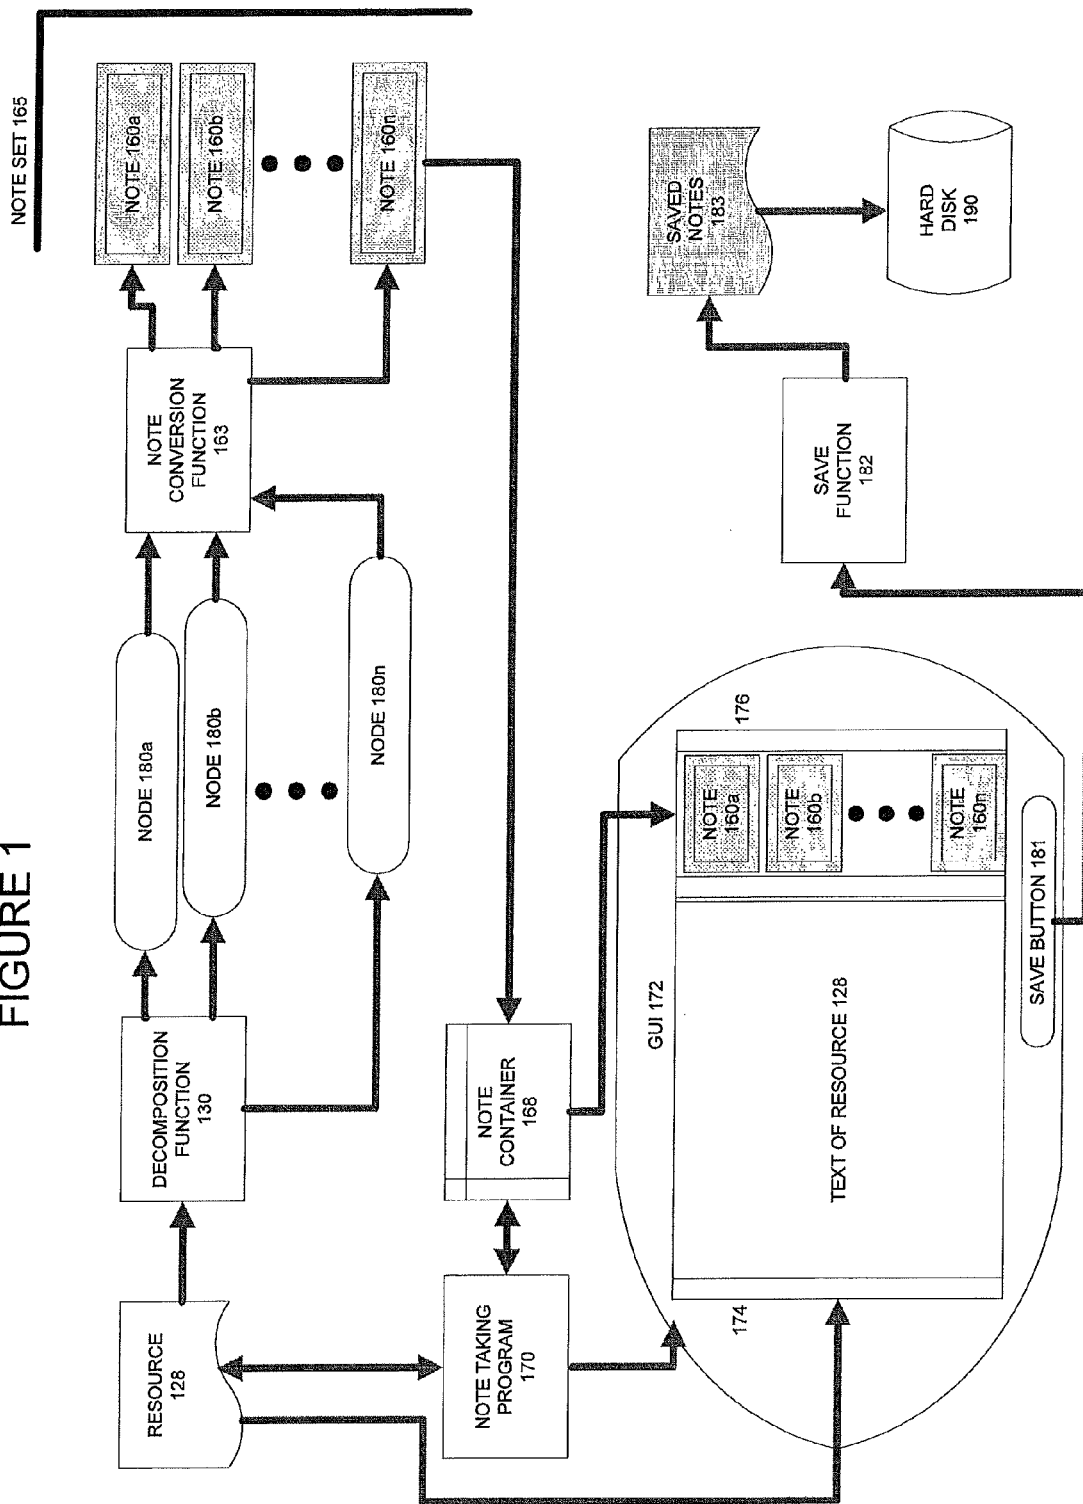 FIGURE 1
NOTE SET 165
RESOURCE
128
DECOMPOSITION
FUNCTION
130
NODE 180a
NODE 180b
NODE 180n
NOTE
CONVERSION
FUNCTION
163
NOTE 160a
NOTE 160b
NOTE 160n
NOTE TAKING
PROGRAM
170
NOTE
CONTAINER
168
GUI 172
174
176
TEXT OF RESOURCE 128
NOTE
160a
NOTE
160b
NOTE
160n
SAVE BUTTON 181
SAVE
FUNCTION
182
SAVED
NOTES
183
HARD
DISK
190